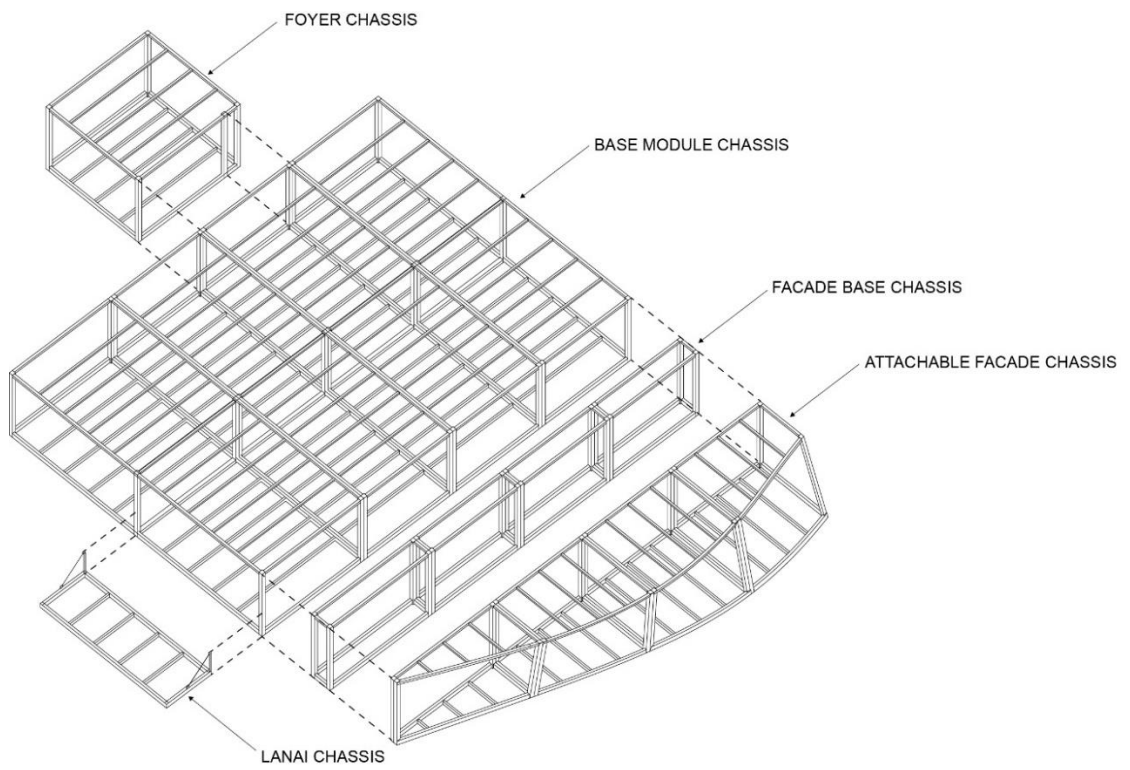 FOYER CHASSIS
BASE MODULE CHASSIS
FACADE BASE CHASSIS
ATTACHABLE FACADE CHASSIS
LANAI CHASSIS